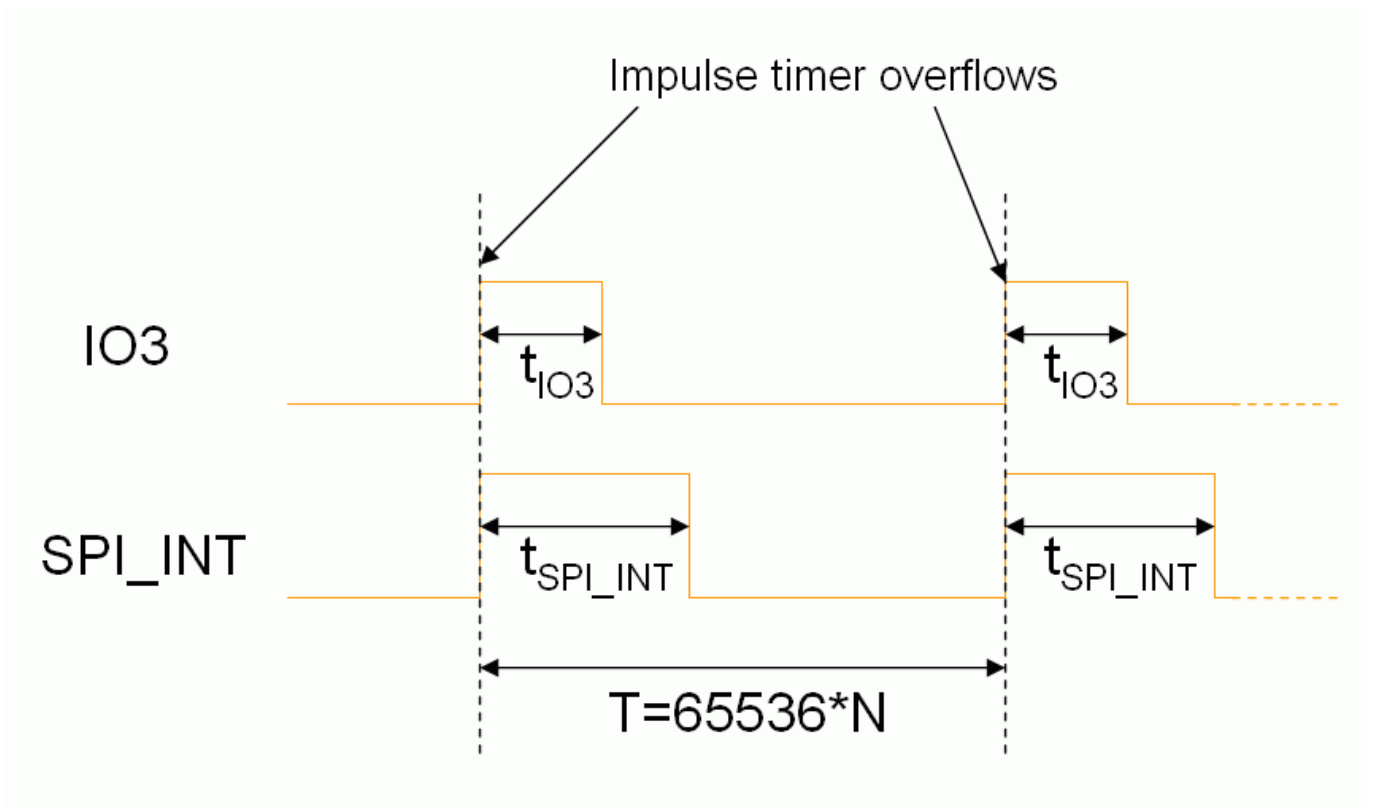 Impulse timer overflows
IO3
tIO3
tIO3
SPI_INT
tSPI_INT
tSPI_INT
T=65536*N